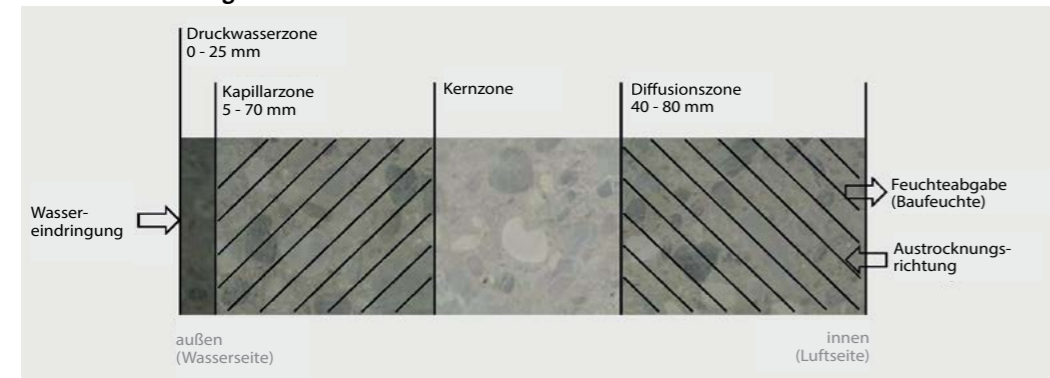 Druckwasserzone
0 - 25 mm
Kapillarzone
5 - 70 mm
Kernzone
Diffusionszone
40 - 80 mm
Wasser-
eindringung
Feuchteabgabe
(Baufeuchte)
Austrocknungs-
richtung
außen
(Wasserseite)
innen
(Luftseite)